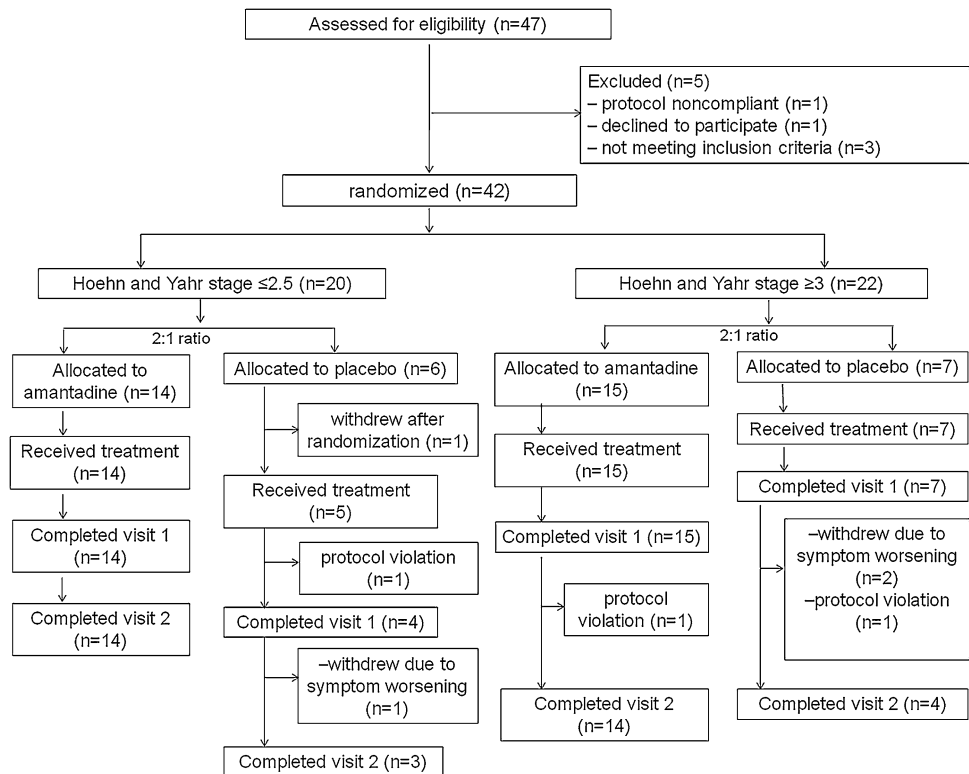 Assessed for eligibility (n=47)
Excluded (n=5)
– protocol noncompliant (n=1)
– declined to participate (n=1)
– not meeting inclusion criteria (n=3)
randomized (n=42)
Hoehn and Yahr stage ≤2.5 (n=20)
2:1 ratio
Allocated to
amantadine (n=14)
Received treatment
(n=14)
Completed visit 1
(n=14)
Completed visit 2
(n=14)
Allocated to placebo (n=6)
withdrew after
randomization (n=1)
Received treatment
(n=5)
protocol violation
(n=1)
Completed visit 1 (n=4)
–withdrew due to
symptom worsening
(n=1)
Completed visit 2 (n=3)
Hoehn and Yahr stage ≥3 (n=22)
2:1 ratio
Allocated to amantadine
(n=15)
Received treatment
(n=15)
Completed visit 1 (n=15)
protocol
violation (n=1)
Completed visit 2
(n=14)
Allocated to placebo (n=7)
Received treatment (n=7)
Completed visit 1 (n=7)
–withdrew due to
symptom worsening
(n=2)
–protocol violation
(n=1)
Completed visit 2 (n=4)